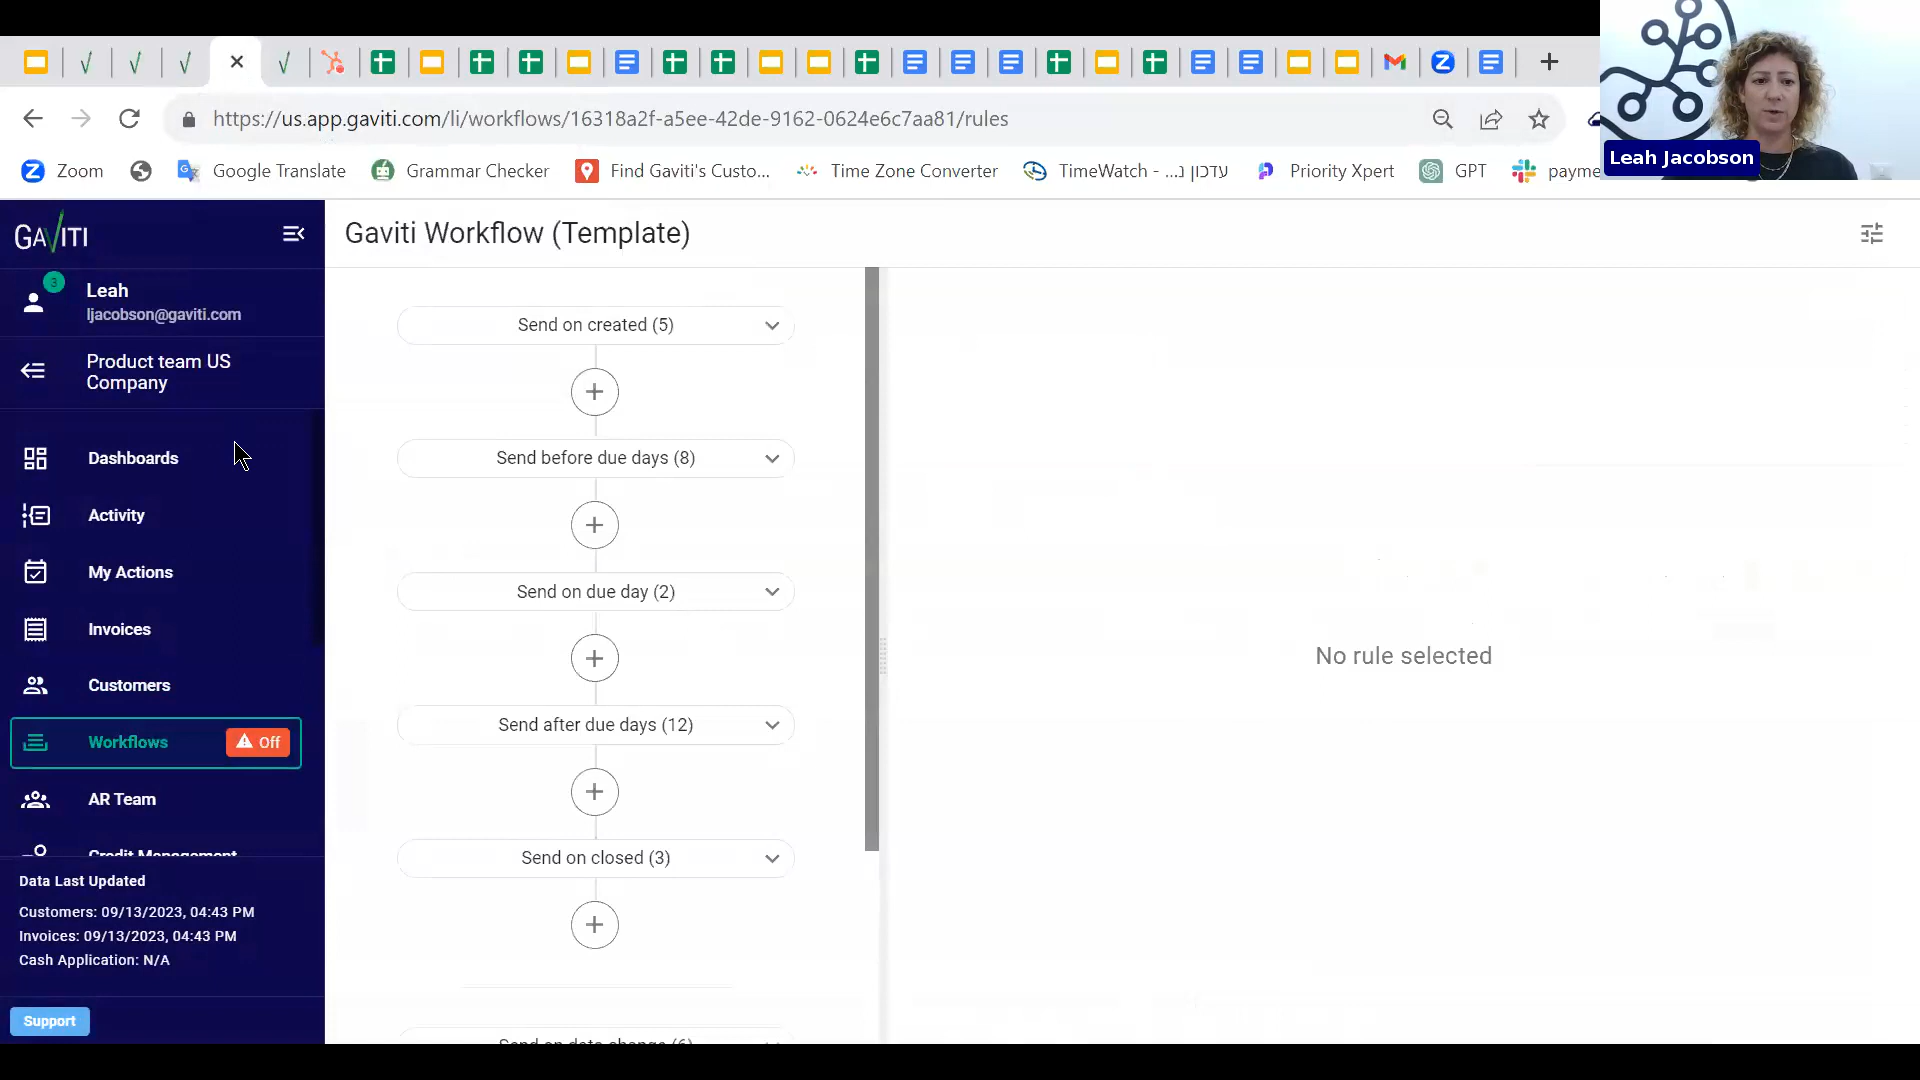 https://us.app.gaviti.com/li/workflows/16318a2f-a5ee-42de-9162-0624e6c7aa81/rules
Zoom
Google Translate
Grammar Checker
Find Gaviti's Custo...
Time Zone Converter
TimeWatch - ...עדכון נ
Priority Xpert
GPT
payme
Leah Jacobson
GAVITI
3
Leah
ljacobson@gaviti.com
Product team US
Company
Dashboards
Activity
My Actions
Invoices
Customers
Workflows
Off
AR Team
Credit Management
Data Last Updated
Customers: 09/13/2023, 04:43 PM
Invoices: 09/13/2023, 04:43 PM
Cash Application: N/A
Support
Gaviti Workflow (Template)
Send on created (5)
Send before due days (8)
Send on due day (2)
Send after due days (12)
Send on closed (3)
Send on date change (6)
No rule selected